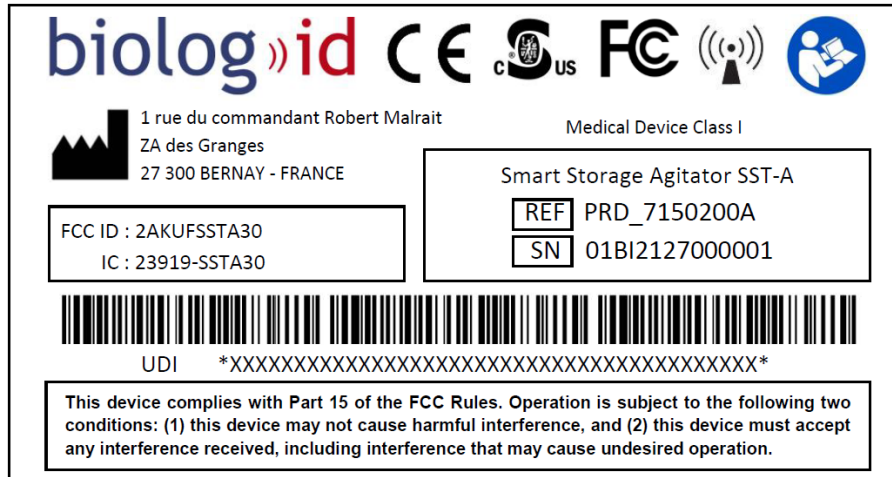 biolog»id CE c®S US FC
1 rue du commandant Robert Malrait
ZA des Granges
27 300 BERNAY - FRANCE
Medical Device Class I
Smart Storage Agitator SST-A
REF PRD_7150200A
SN 01BI2127000001
FCC ID : 2AKUFSSTA30
IC : 23919-SSTA30
UDI *XXXXXXXXXXXXXXXXXXXXXXXXXXXXXXXXXXXXXXXXX*
This device complies with Part 15 of the FCC Rules. Operation is subject to the following two
conditions: (1) this device may not cause harmful interference, and (2) this device must accept
any interference received, including interference that may cause undesired operation.